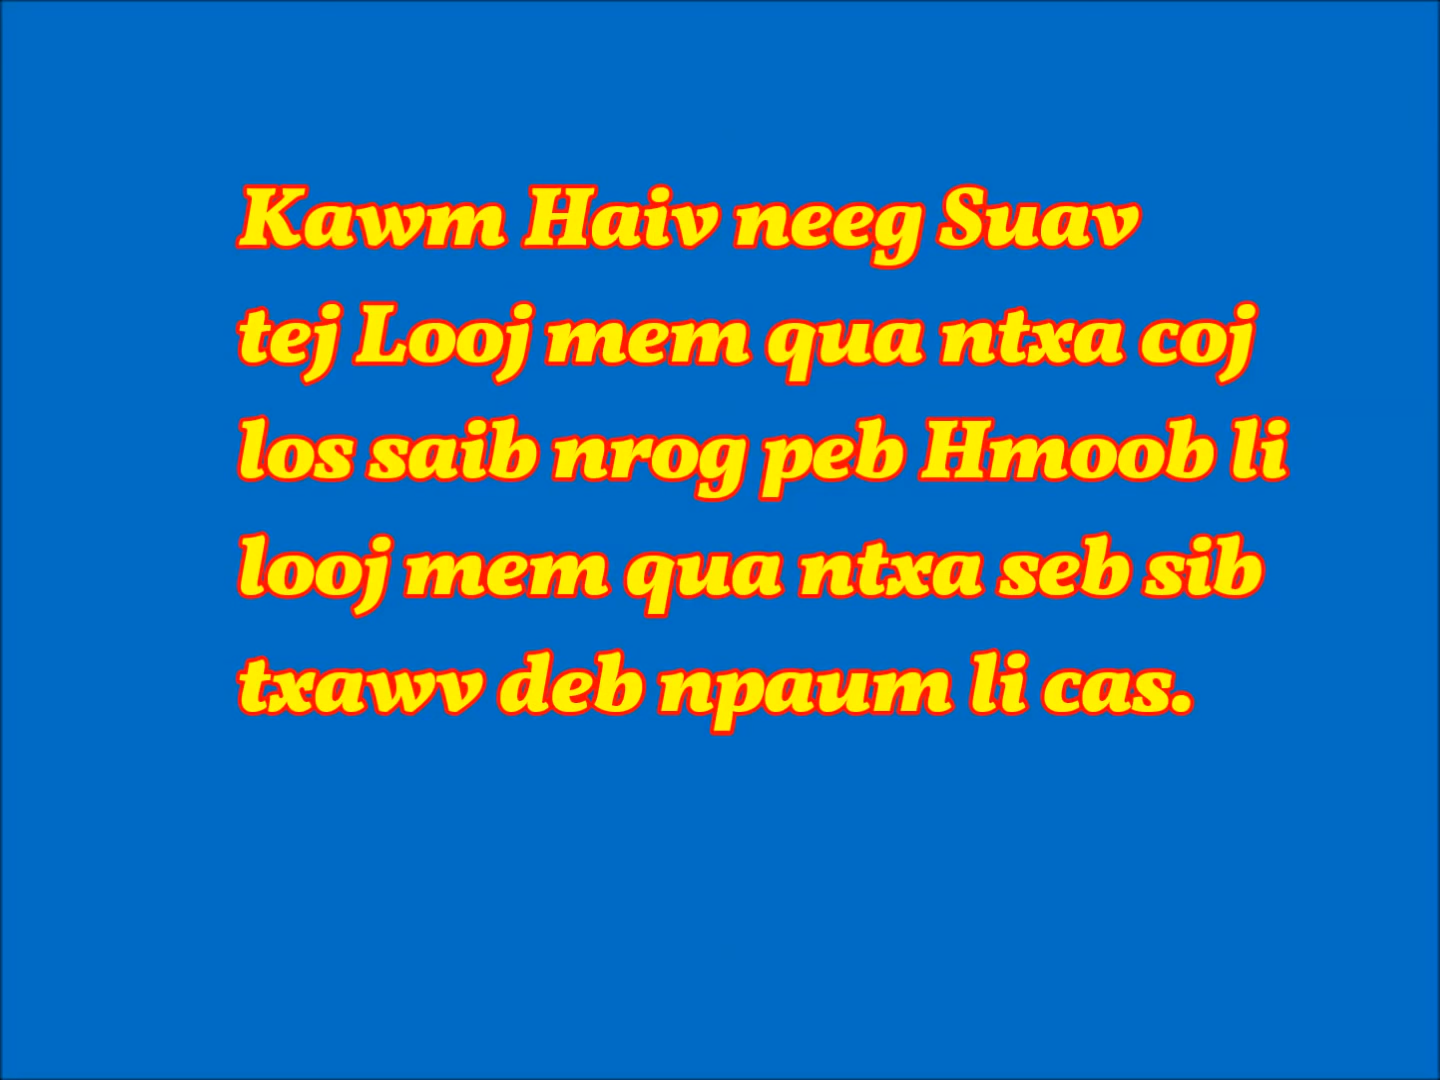 Kawm Haiv neeg Suav
tej Looj mem qua ntxa coj
los saib nrog peb Hmoob li
looj mem qua ntxa seb sib
txawv deb npaum li cas.